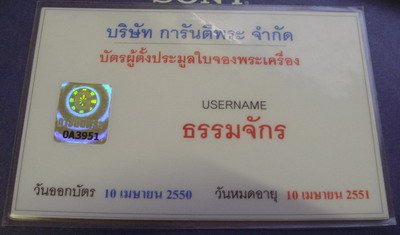 SONY
บริษัท การันตีพระ จำกัด
บัตรผู้ตั้งประมูลใบจองพระเครื่อง
USERNAME
ธรรมจักร
0A3951
วันออกบัตร 10 เมษายน 2550 วันหมดอายุ 10 เมษายน 2551